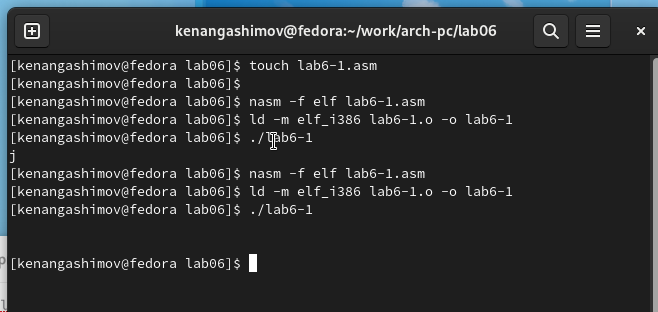 kenangashimov@fedora:~/work/arch-pc/lab06
[kenangashimov@fedora lab06]$ touch lab6-1.asm
[kenangashimov@fedora lab06]$
[kenangashimov@fedora lab06]$ nasm -f elf lab6-1.asm
[kenangashimov@fedora lab06]$ ld -m elf_i386 lab6-1.o -o lab6-1
[kenangashimov@fedora lab06]$ ./lab6-1
j
[kenangashimov@fedora lab06]$ nasm -f elf lab6-1.asm
[kenangashimov@fedora lab06]$ ld -m elf_i386 lab6-1.o -o lab6-1
[kenangashimov@fedora lab06]$ ./lab6-1
[kenangashimov@fedora lab06]$